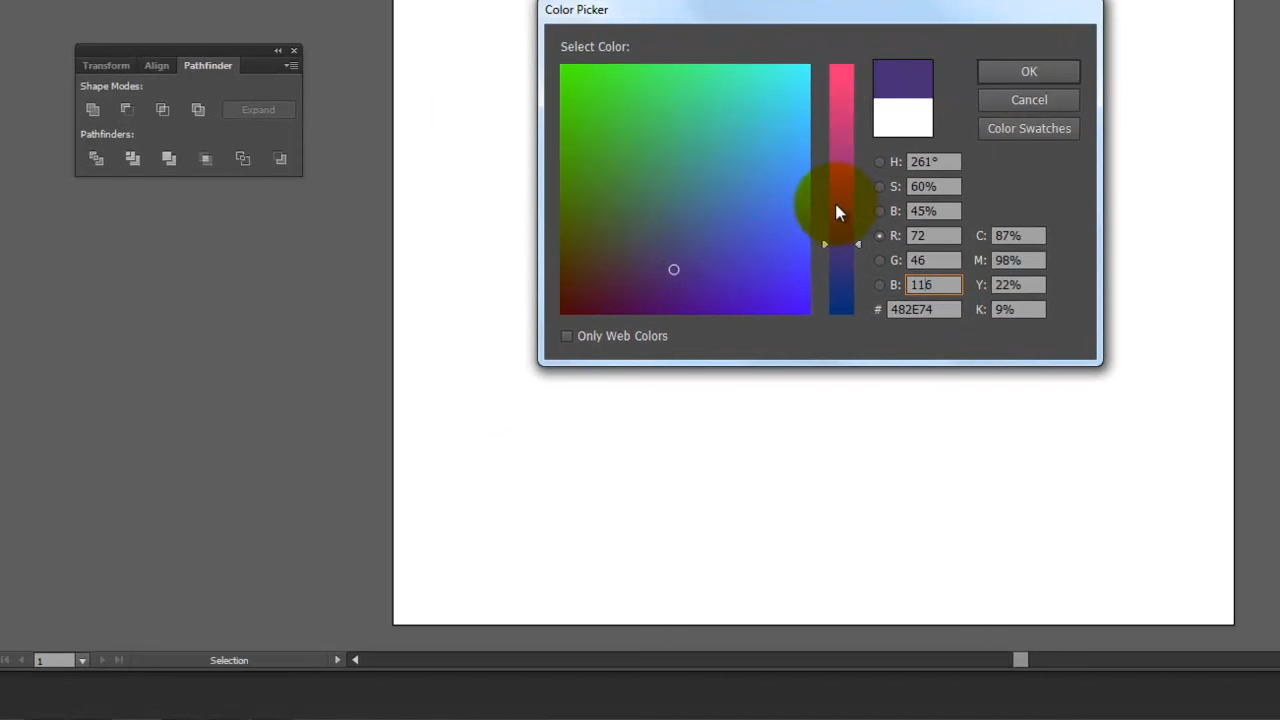 Color Picker
Select Color:
OK
Cancel
Color Swatches
H: 261°
S: 60%
B: 45%
R: 72 C: 87%
G: 46 M: 98%
B: 116 Y: 22%
# 482E74 K: 9%
Only Web Colors
Transform Align Pathfinder
Shape Modes:
Expand
Pathfinders:
1 Selection